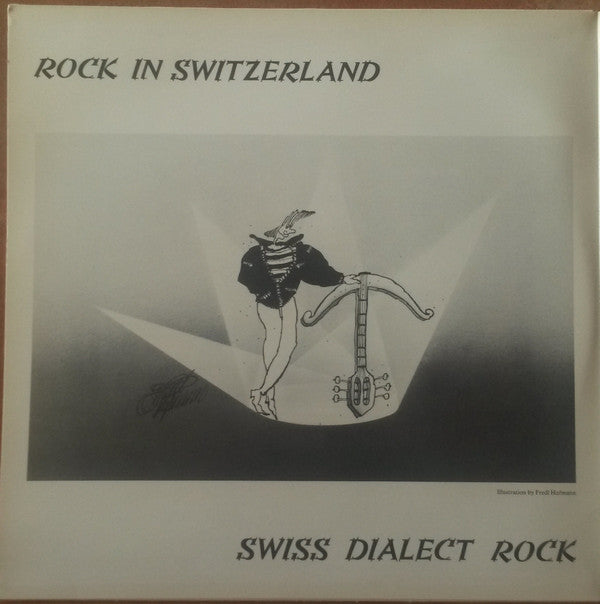 ROCK IN SWITZERLAND
Illustration by Fredi Hofmann
SWISS DIALECT ROCK